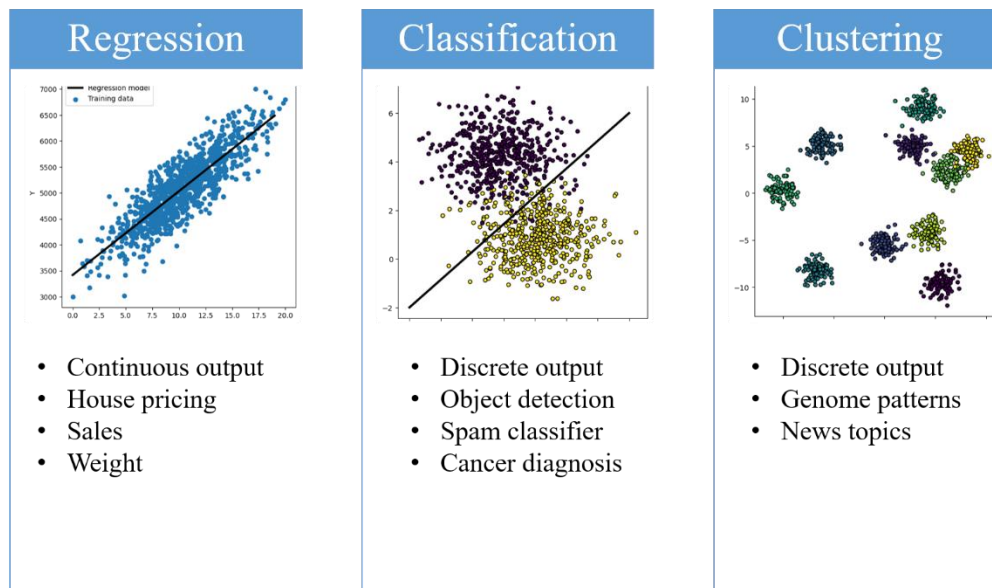 Regression
Regression model
Training data
7000
6500
6000
5500
5000
4500
4000
3500
3000
Y
0.0 2.5 5.0 7.5 10.0 12.5 15.0 17.5 20.0
• Continuous output
• House pricing
• Sales
• Weight
Classification
6
4
2
0
−2
• Discrete output
• Object detection
• Spam classifier
• Cancer diagnosis
Clustering
10
5
0
−5
−10
• Discrete output
• Genome patterns
• News topics